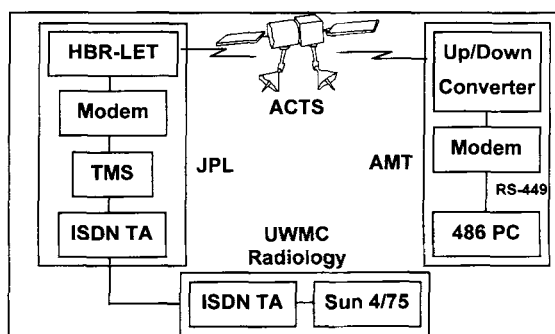 HBR-LET
Modem
TMS
ISDN TA
JPL
ACTS
AMT
Up/Down
Converter
Modem
RS-449
486 PC
UWMC
Radiology
ISDN TA
Sun 4/75